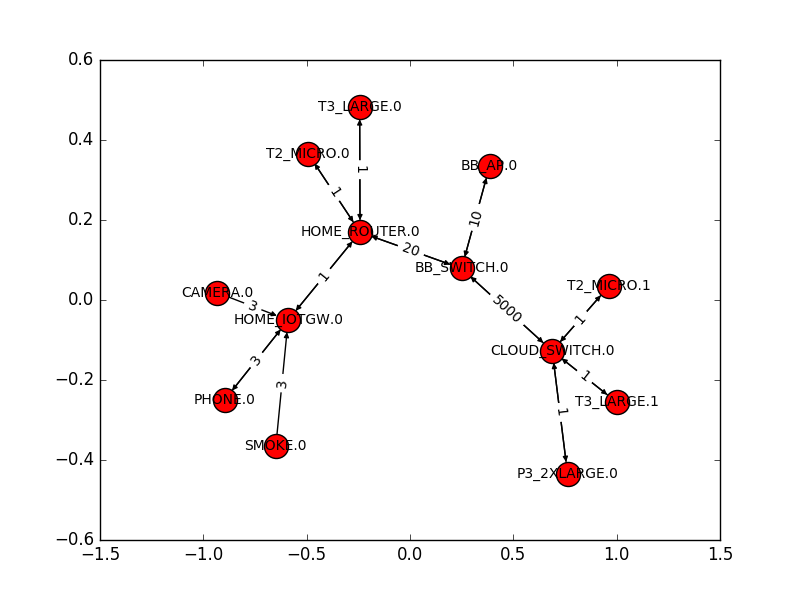 0.6
0.4
0.2
0.0
−0.2
−0.4
−0.6
−1.5
−1.0
−0.5
0.0
0.5
1.0
1.5
T3_LARGE.0
T2_MICRO.0
BB_AP.0
1
1
10
HOME_ROUTER.0
20
BB_SWITCH.0
1
T2_MICRO.1
CAMERA.0
3
5000
HOME_IOTGW.0
1
CLOUD_SWITCH.0
3
1
3
PHONE.0
T3_LARGE.1
1
SMOKE.0
P3_2XLARGE.0